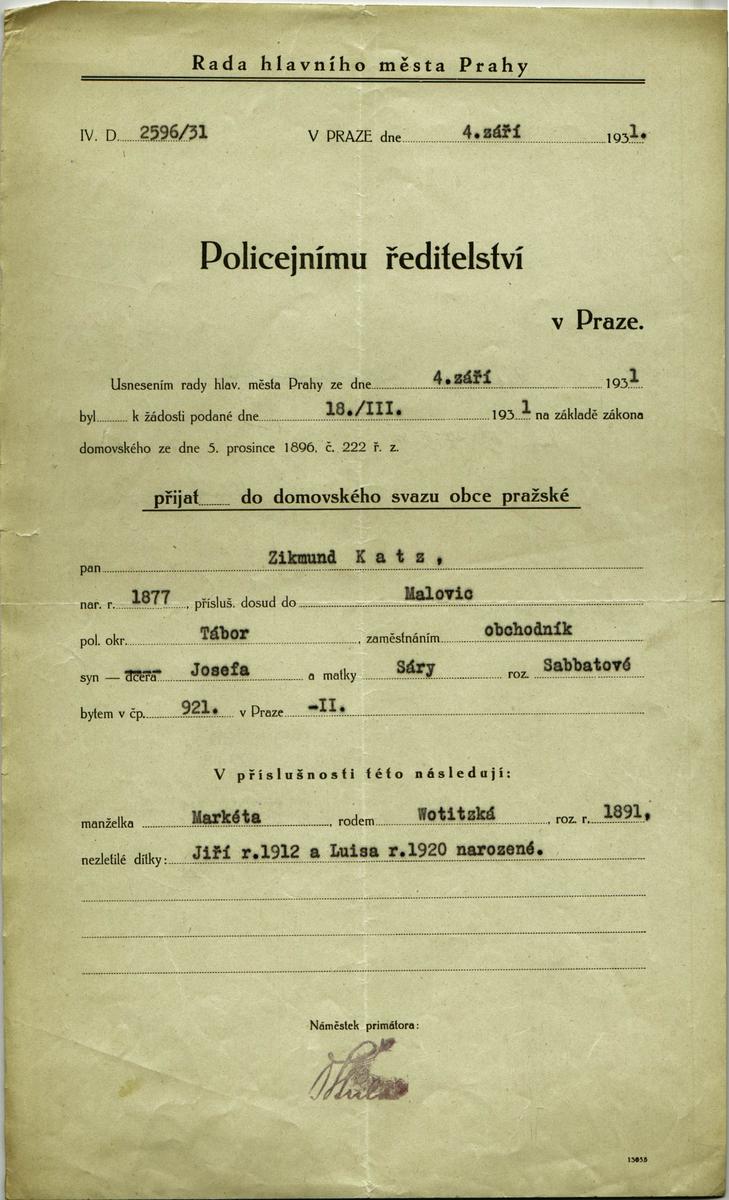 Rada hlavního města Prahy
IV. D. 2596/31 V PRAZE dne 4.září 1931.
Policejnímu ředitelství
v Praze.
Usnesením rady hlav. města Prahy ze dne 4.září 1931
byl k žádosti podané dne 18./III. 1931 na základě zákona
domovského ze dne 5. prosince 1896, č. 222 ř. z.
přijat do domovského svazu obce pražské
pan Zikmund Katz,
nar. r. 1877, přísluš. dosud do Malovic
pol. okr. Tábor, zaměstnáním obchodník
syn — dcera Josefa a matky Sáry roz. Sabbatové
bytem v čp. 921. v Praze -II.
V příslušnosti této následují:
manželka Markéta, rodem Wotitzká, roz. r. 1891,
nezletilé dítky: Jiří r.1912 a Luisa r.1920 narozené.
Náměstek primátora:
13055